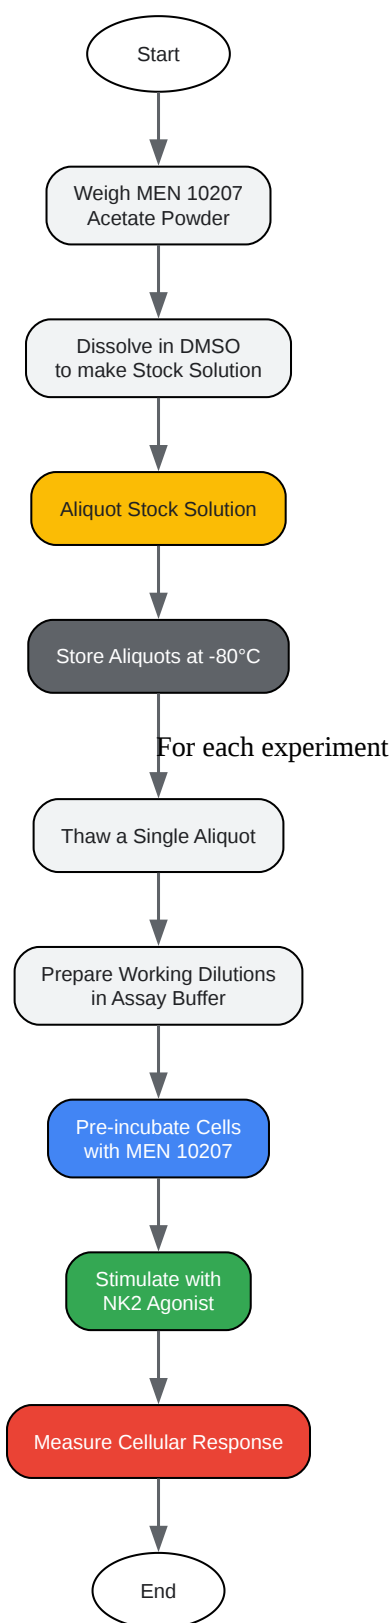 Start
Weigh MEN 10207
Acetate Powder
Dissolve in DMSO
to make Stock Solution
Aliquot Stock Solution
Store Aliquots at -80°C
For each experiment
Thaw a Single Aliquot
Prepare Working Dilutions
in Assay Buffer
Pre-incubate Cells
with MEN 10207
Stimulate with
NK2 Agonist
Measure Cellular Response
End